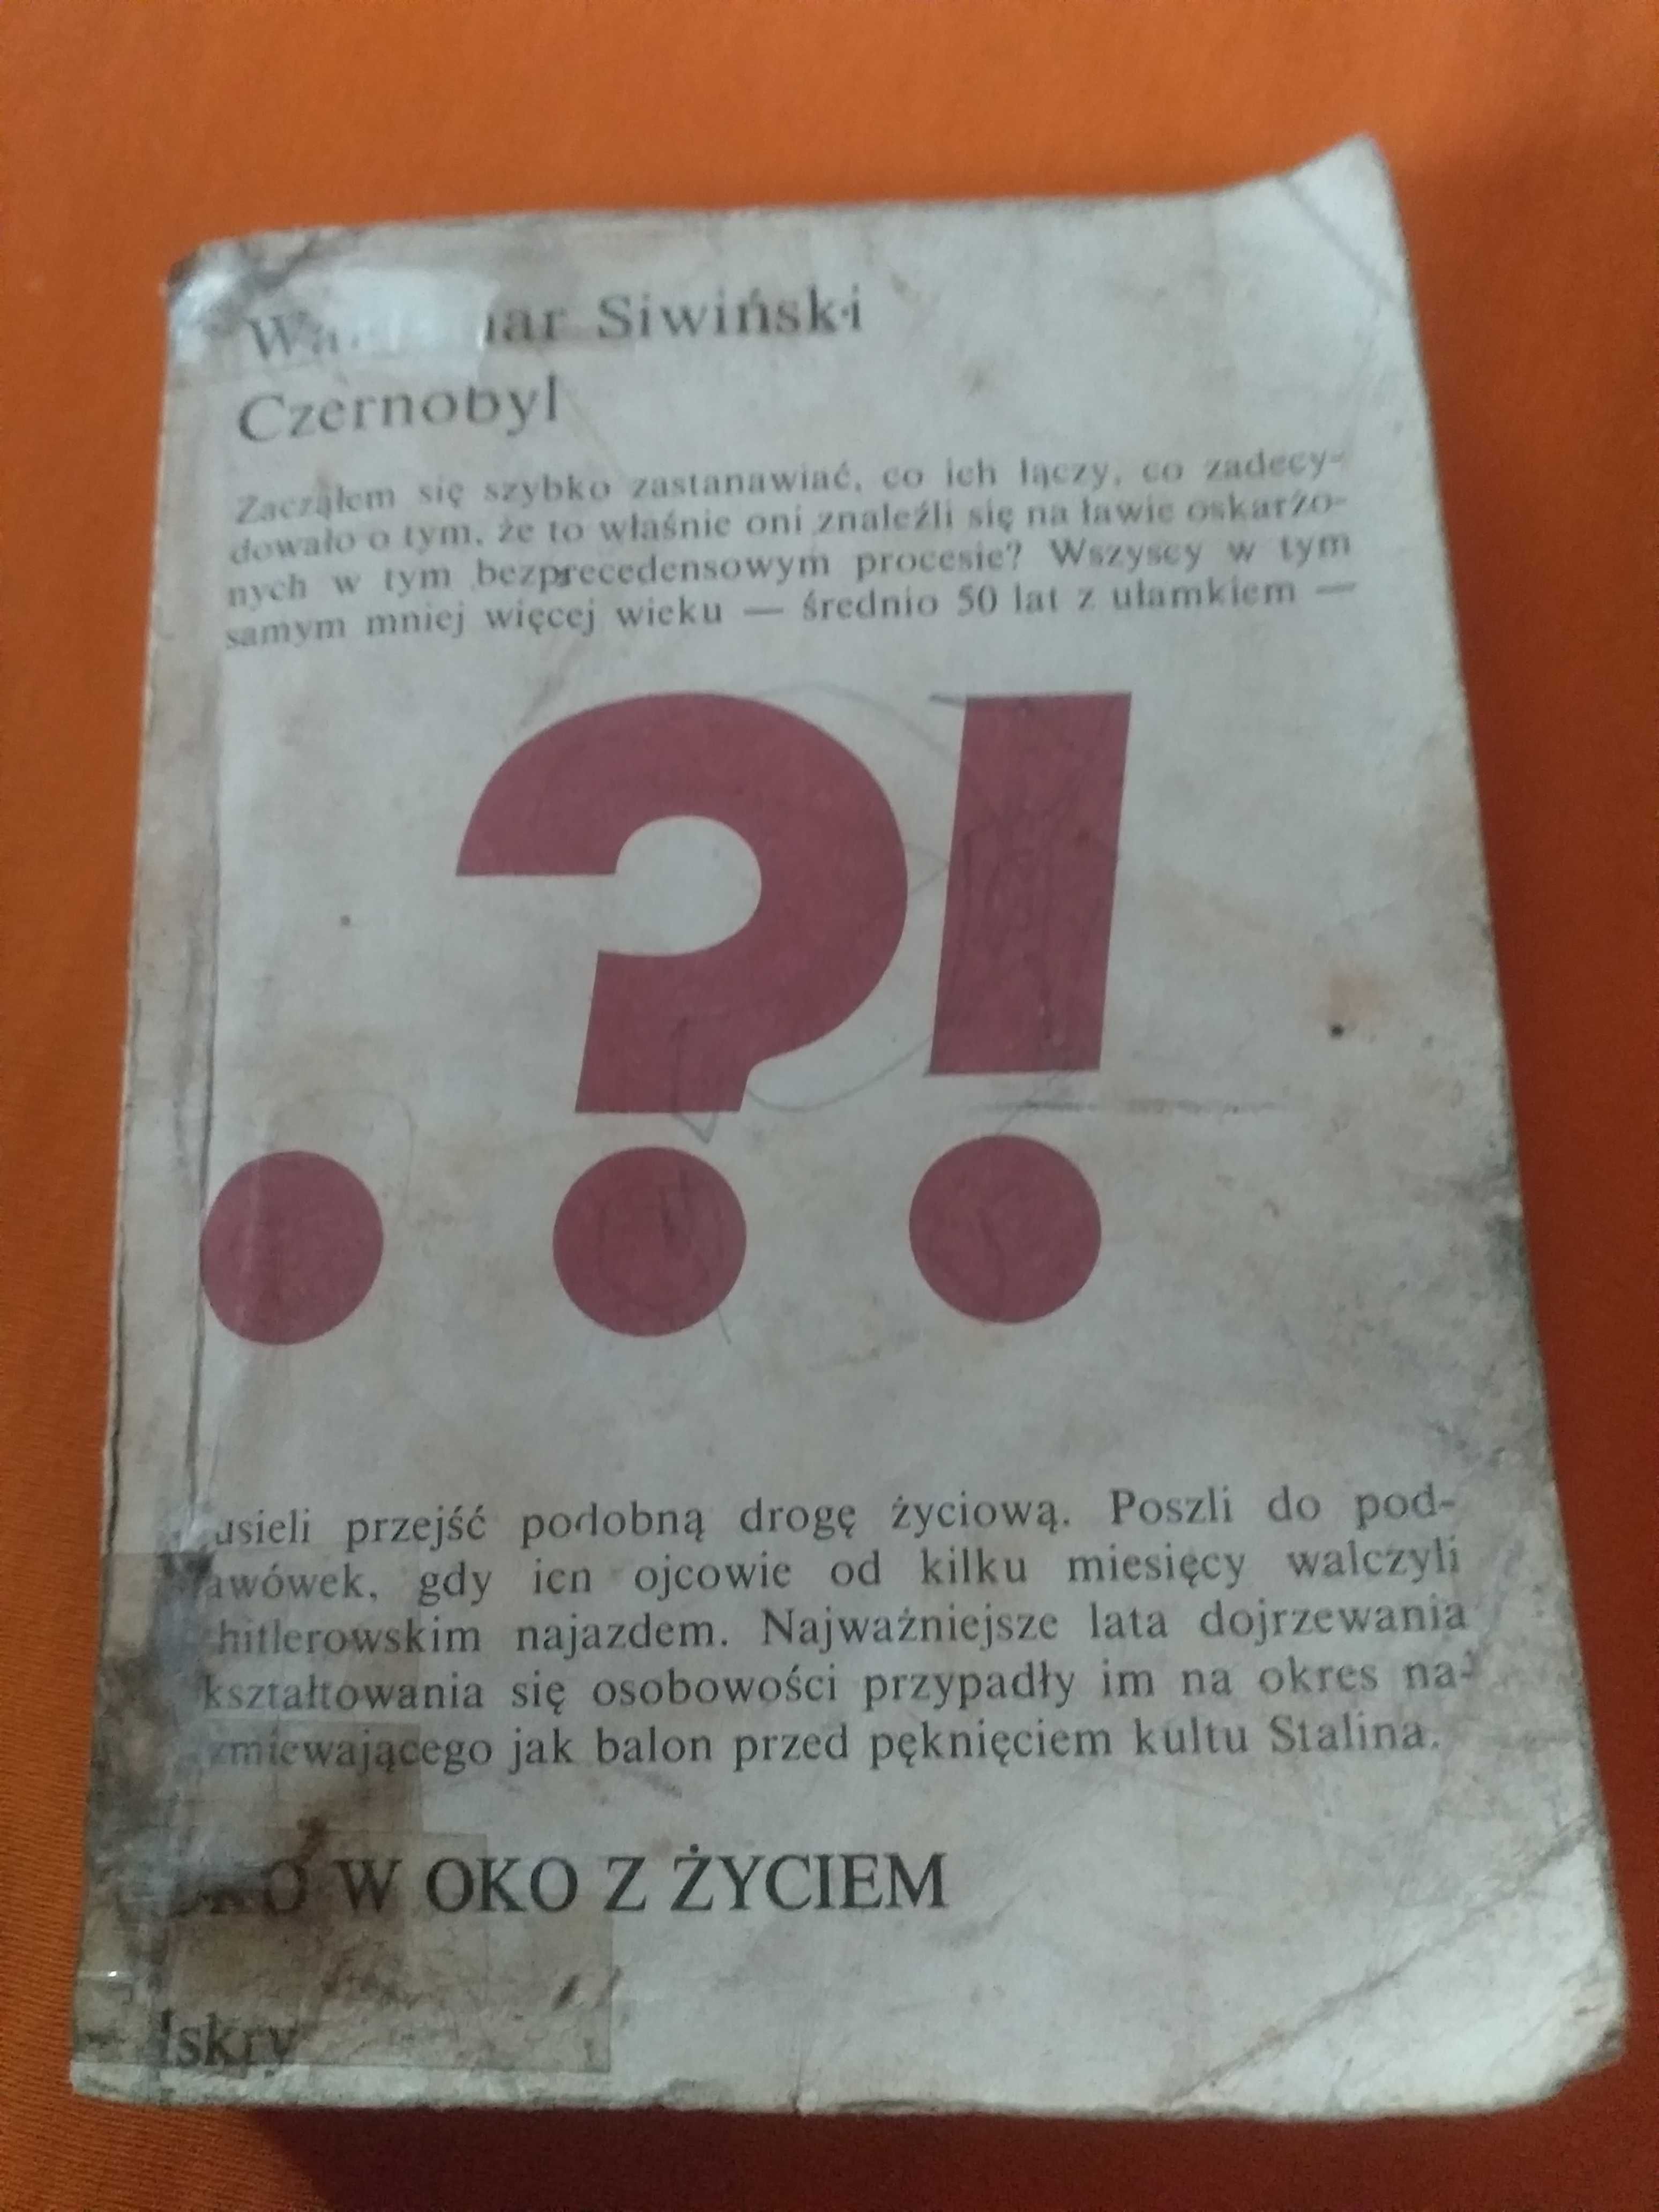 Siwiński
Czernobyl
Zacząłem się szybko zastanawiać, co ich łączy, co zadecy-
dowało o tym, że to właśnie oni znaleźli się na ławie oskarżo-
nych w tym bezprecedensowym procesie? Wszyscy w tym
samym mniej więcej wieku — średnio 50 lat z ułamkiem —
?!
przejść podobną drogę życiową. Poszli do pod-
gdy ich ojcowie od kilku miesięcy walczyli
hitlerowskim najazdem. Najważniejsze lata dojrzewania
kształtowania się osobowości przypadły im na okres na-
jak balon przed pęknięciem kultu Stalina.
W OKO Z ŻYCIEM
Iskry